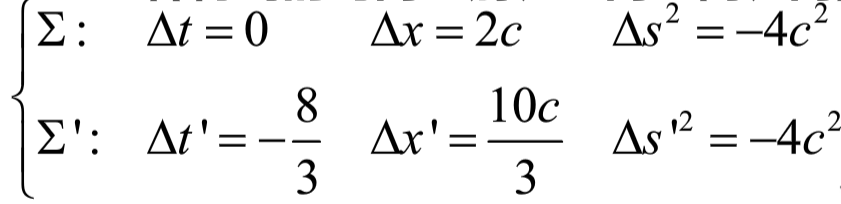 Σ: Δt = 0 Δx = 2c Δs² = −4c²
Σ': Δt' = −8/3 Δx' = 10c/3 Δs'² = −4c²